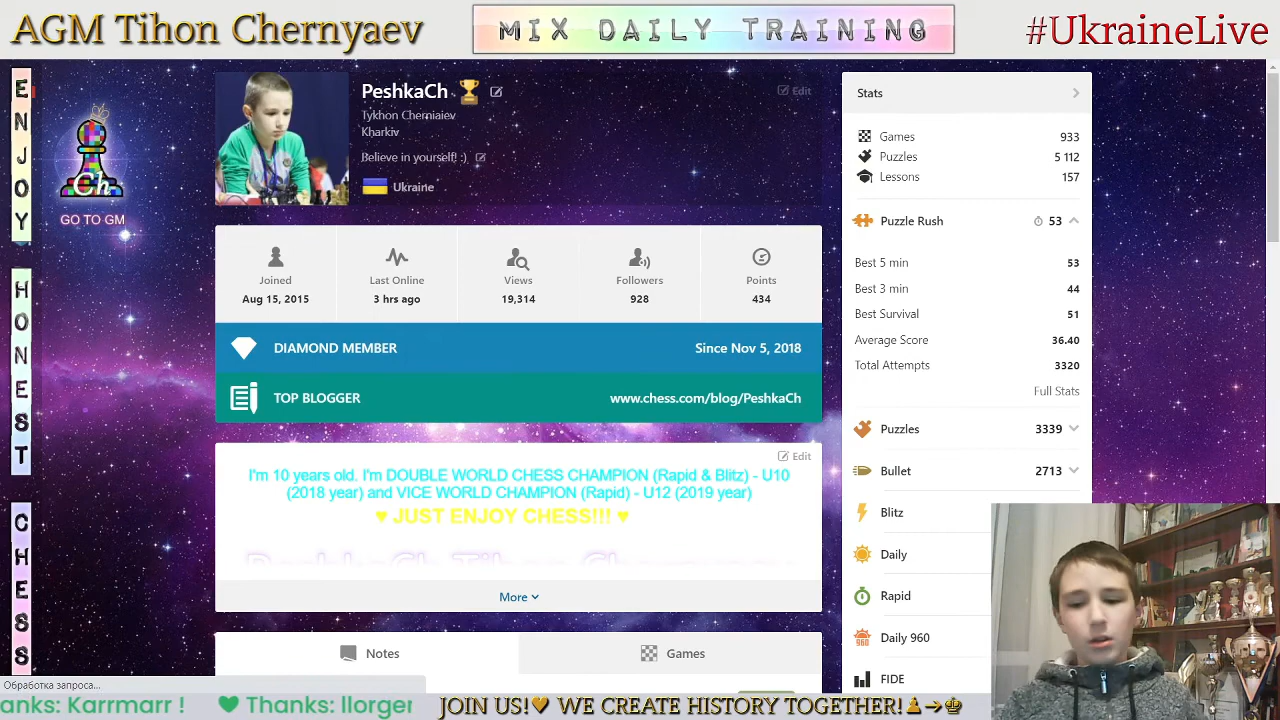 AGM Tihon Chernyaev
MIX DAILY TRAINING
#UkraineLive
ENJOY
HONEST
CHESS
Ch
GO TO GM
PeshkaCh
Edit
Tykhon Cherniaiev
Kharkiv
Believe in yourself! :)
Ukraine
Joined
Aug 15, 2015
Last Online
3 hrs ago
Views
19,314
Followers
928
Points
434
DIAMOND MEMBER
Since Nov 5, 2018
TOP BLOGGER
www.chess.com/blog/PeshkaCh
Edit
I'm 10 years old. I'm DOUBLE WORLD CHESS CHAMPION (Rapid & Blitz) - U10
(2018 year) and VICE WORLD CHAMPION (Rapid) - U12 (2019 year)
♥ JUST ENJOY CHESS!!! ♥
More
Notes
Games
Stats
Games 933
Puzzles 5 112
Lessons 157
Puzzle Rush 53
Best 5 min 53
Best 3 min 44
Best Survival 51
Average Score 36.40
Total Attempts 3320
Full Stats
Puzzles 3339
Bullet 2713
Blitz
Daily
Rapid
Daily 960
960
FIDE
Обработка запроса...
anks: Karrmarr ! Thanks: llorger
JOIN US!♥ WE CREATE HISTORY TOGETHER!♟→♚